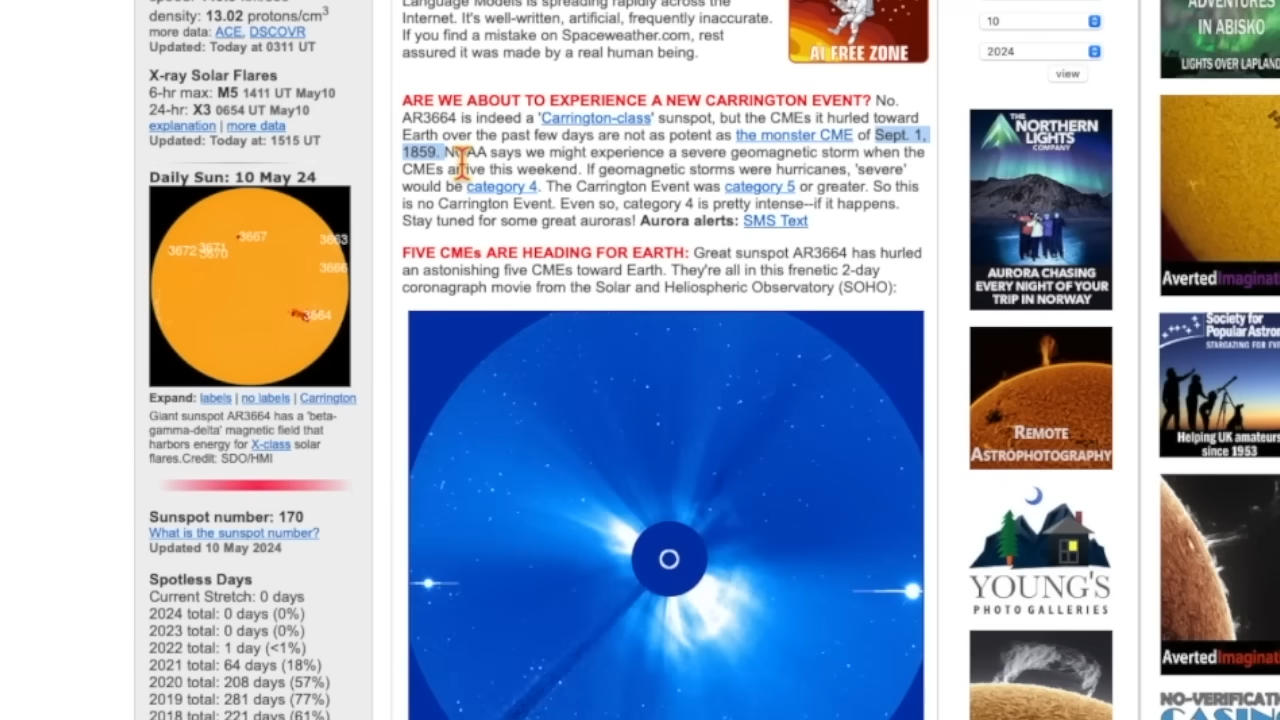 density: 13.02 protons/cm3
more data: ACE, DSCOVR
Updated: Today at 0311 UT
X-ray Solar Flares
6-hr max: M5 1411 UT May10
24-hr: X3 0654 UT May10
explanation | more data
Updated: Today at: 1515 UT
Daily Sun: 10 May 24
3667
3663
3672
3671
3670
3666
3664
Expand: labels | no labels | Carrington
Giant sunspot AR3664 has a 'beta-
gamma-delta' magnetic field that
harbors energy for X-class solar
flares.Credit: SDO/HMI
Sunspot number: 170
What is the sunspot number?
Updated 10 May 2024
Spotless Days
Current Stretch: 0 days
2024 total: 0 days (0%)
2023 total: 0 days (0%)
2022 total: 1 day (<1%)
2021 total: 64 days (18%)
2020 total: 208 days (57%)
2019 total: 281 days (77%)
2018 total: 221 days (61%)
Language Models is spreading rapidly across the
Internet. It's well-written, artificial, frequently inaccurate.
If you find a mistake on Spaceweather.com, rest
assured it was made by a real human being.
AI FREE ZONE
ARE WE ABOUT TO EXPERIENCE A NEW CARRINGTON EVENT? No.
AR3664 is indeed a 'Carrington-class' sunspot, but the CMEs it hurled toward
Earth over the past few days are not as potent as the monster CME of Sept. 1,
1859. NOAA says we might experience a severe geomagnetic storm when the
CMEs arrive this weekend. If geomagnetic storms were hurricanes, 'severe'
would be category 4. The Carrington Event was category 5 or greater. So this
is no Carrington Event. Even so, category 4 is pretty intense--if it happens.
Stay tuned for some great auroras! Aurora alerts: SMS Text
FIVE CMEs ARE HEADING FOR EARTH: Great sunspot AR3664 has hurled
an astonishing five CMEs toward Earth. They're all in this frenetic 2-day
coronagraph movie from the Solar and Heliospheric Observatory (SOHO):
10
2024
view
THE
NORTHERN
LIGHTS
COMPANY
AURORA CHASING
EVERY NIGHT OF YOUR
TRIP IN NORWAY
REMOTE
ASTROPHOTOGRAPHY
YOUNG'S
PHOTO GALLERIES
ADVENTURES
IN ABISKO
LIGHTS OVER LAPLAN
AvertedImagina
Society for
Popular Astron
STARGAZING FOR
Helping UK amateurs
since 1953
AvertedImagina
NO-VERIFICATI
CASIN